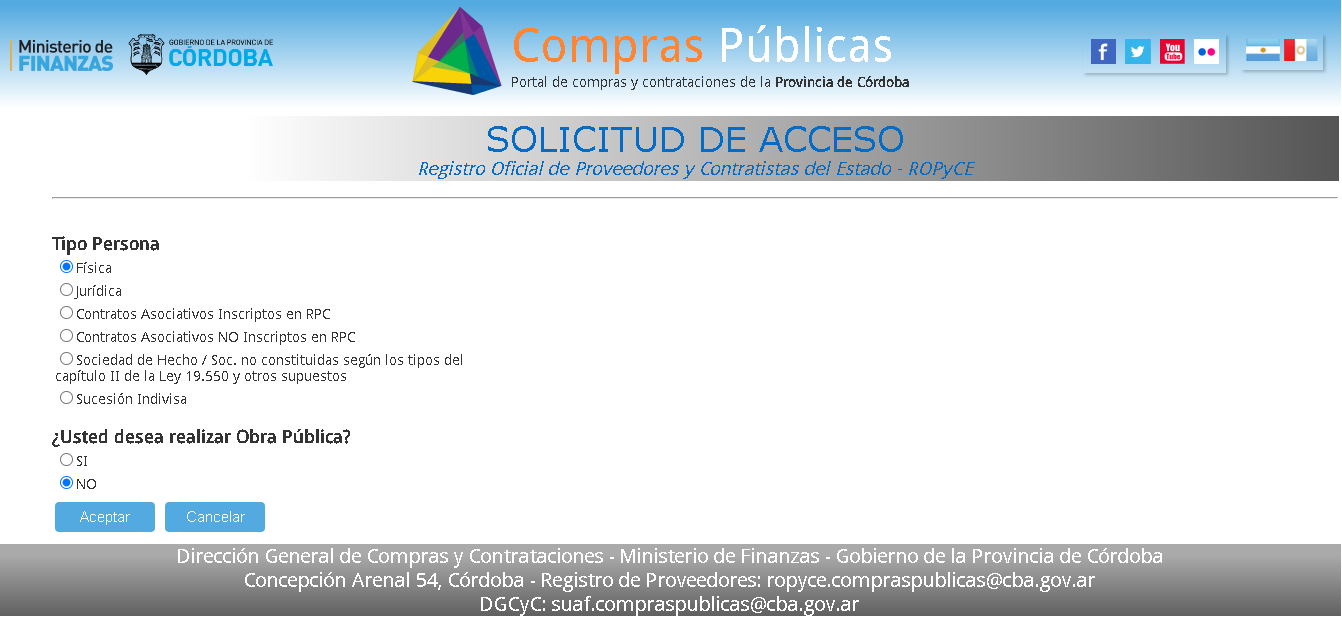 Ministerio de
FINANZAS
GOBIERNO DE LA PROVINCIA DE
CÓRDOBA
Compras Públicas
Portal de compras y contrataciones de la Provincia de Córdoba
f
You
Tube
SOLICITUD DE ACCESO
Registro Oficial de Proveedores y Contratistas del Estado - ROPyCE
Tipo Persona
Física
Jurídica
Contratos Asociativos Inscriptos en RPC
Contratos Asociativos NO Inscriptos en RPC
Sociedad de Hecho / Soc. no constituidas según los tipos del
capítulo II de la Ley 19.550 y otros supuestos
Sucesión Indivisa
¿Usted desea realizar Obra Pública?
SI
NO
Aceptar Cancelar
Dirección General de Compras y Contrataciones - Ministerio de Finanzas - Gobierno de la Provincia de Córdoba
Concepción Arenal 54, Córdoba - Registro de Proveedores: ropyce.compraspublicas@cba.gov.ar
DGCyC: suaf.compraspublicas@cba.gov.ar